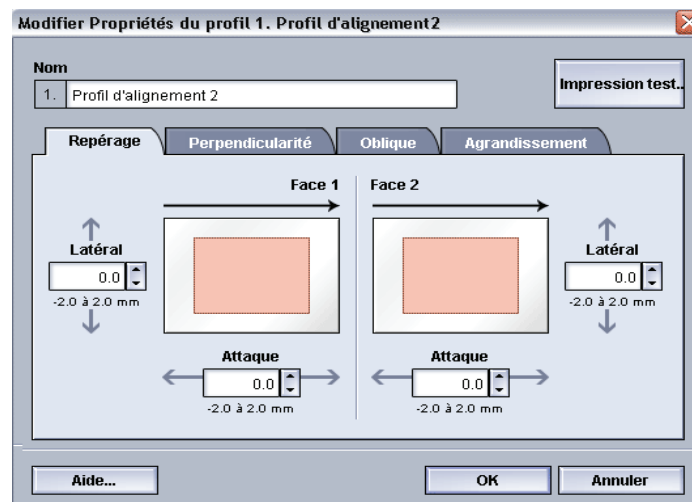 Modifier Propriétés du profil 1. Profil d'alignement2
Nom
1. Profil d'alignement 2
Impression test..
Repérage Perpendicularité Oblique Agrandissement
Face 1 Face 2
Latéral
0.0
-2.0 à 2.0 mm
Latéral
0.0
-2.0 à 2.0 mm
Attaque
0.0
-2.0 à 2.0 mm
Attaque
0.0
-2.0 à 2.0 mm
Aide... OK Annuler